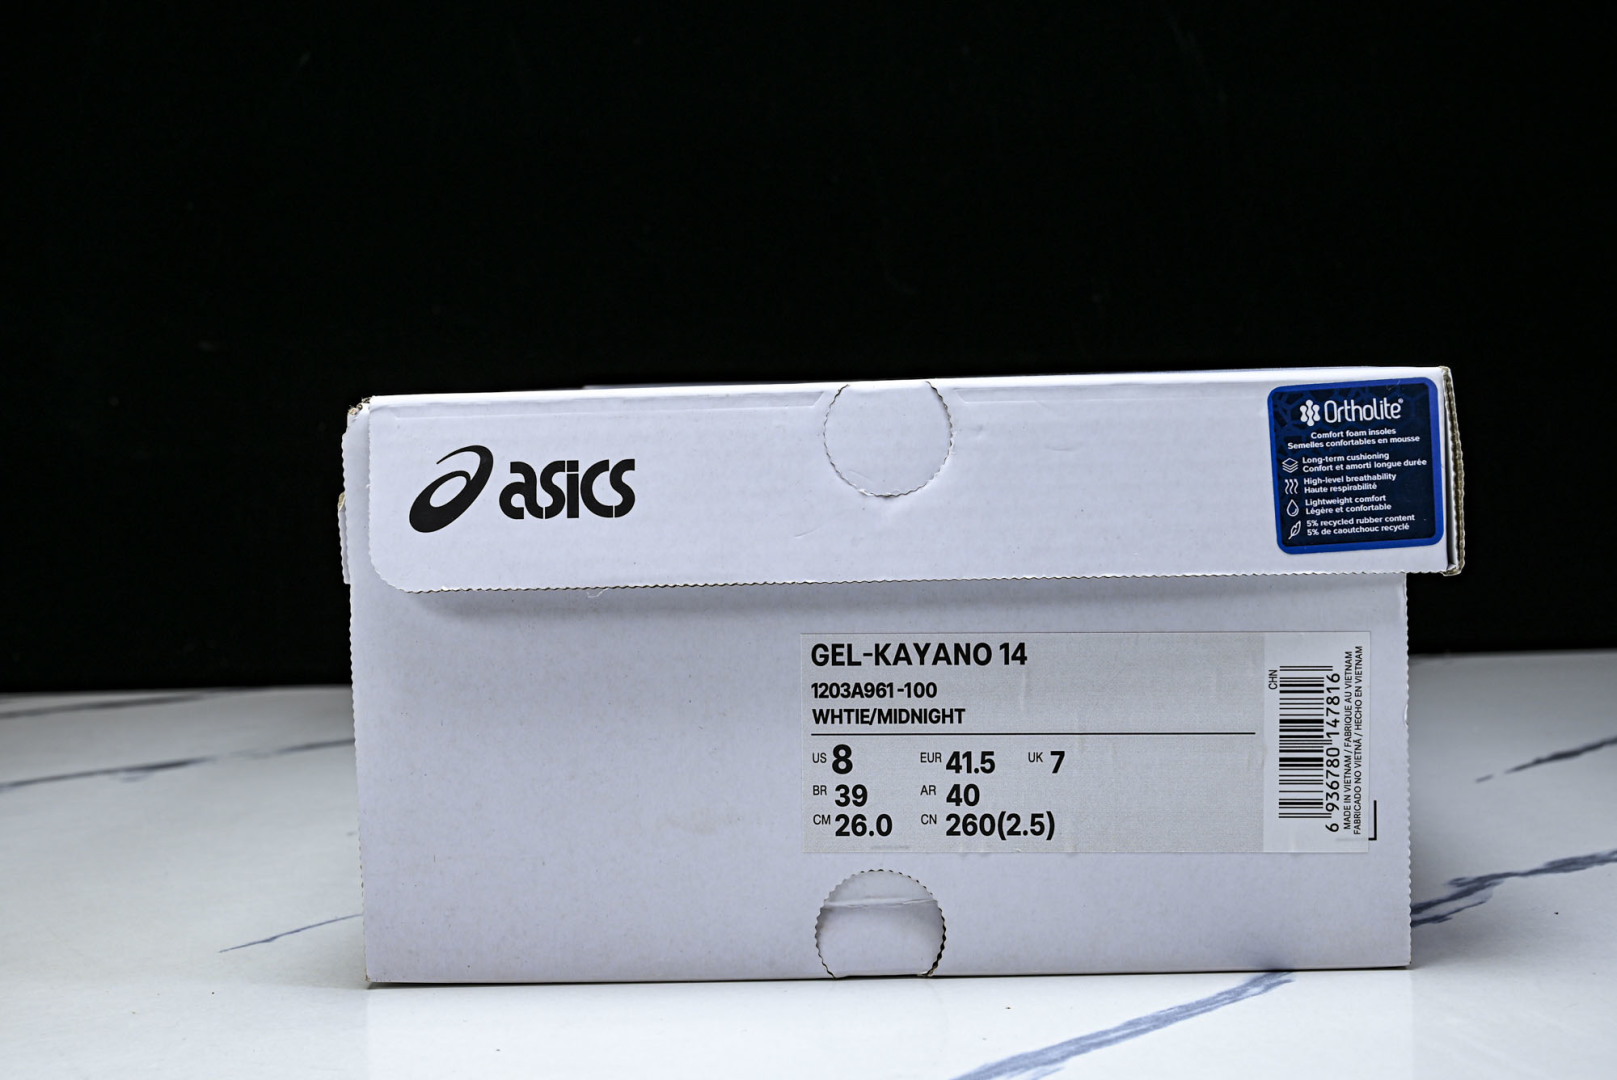 asics
OrthoLite®
Comfort foam insoles
Semelles confortables en mousse
Long-term cushioning
Confort et amorti longue durée
High-level breathability
Haute respirabilité
Lightweight comfort
Légère et confortable
5% recycled rubber content
5% de caoutchouc recyclé
GEL-KAYANO 14
1203A961-100
WHTIE/MIDNIGHT
US 8 EUR 41.5 UK 7
BR 39 AR 40
CM 26.0 CN 260(2.5)
CHN
6 936780 147816
MADE IN VIETNAM / FABRIQUE AU VIETNAM
FABRICADO NO VIETNÃ / HECHO EN VIETNAM